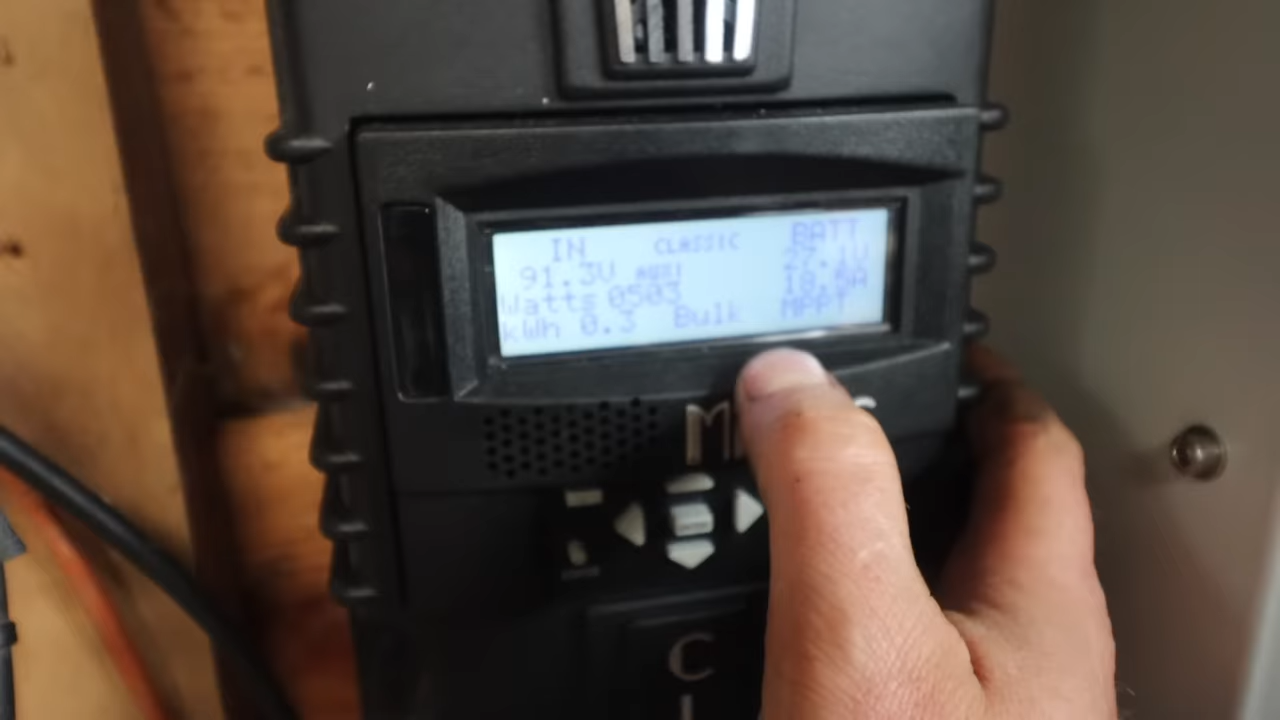 IN CLASSIC BATT
91.3V 27.1V
Watts 0503 18.5A
kWh 0.3 Bulk MPPT
C